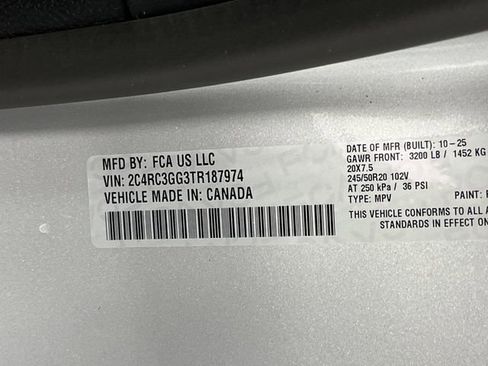 MFD BY: FCA US LLC
VIN: 2C4RC3GG3TR187974
VEHICLE MADE IN: CANADA
DATE OF MFR (BUILT): 10-25
GAWR FRONT: 3200 LB / 1452 KG
20X7.5
245/50R20 102V
AT 250 kPa / 36 PSI
TYPE: MPV PAINT:
THIS VEHICLE CONFORMS TO ALL
STANDARDS IN EFFECT ON